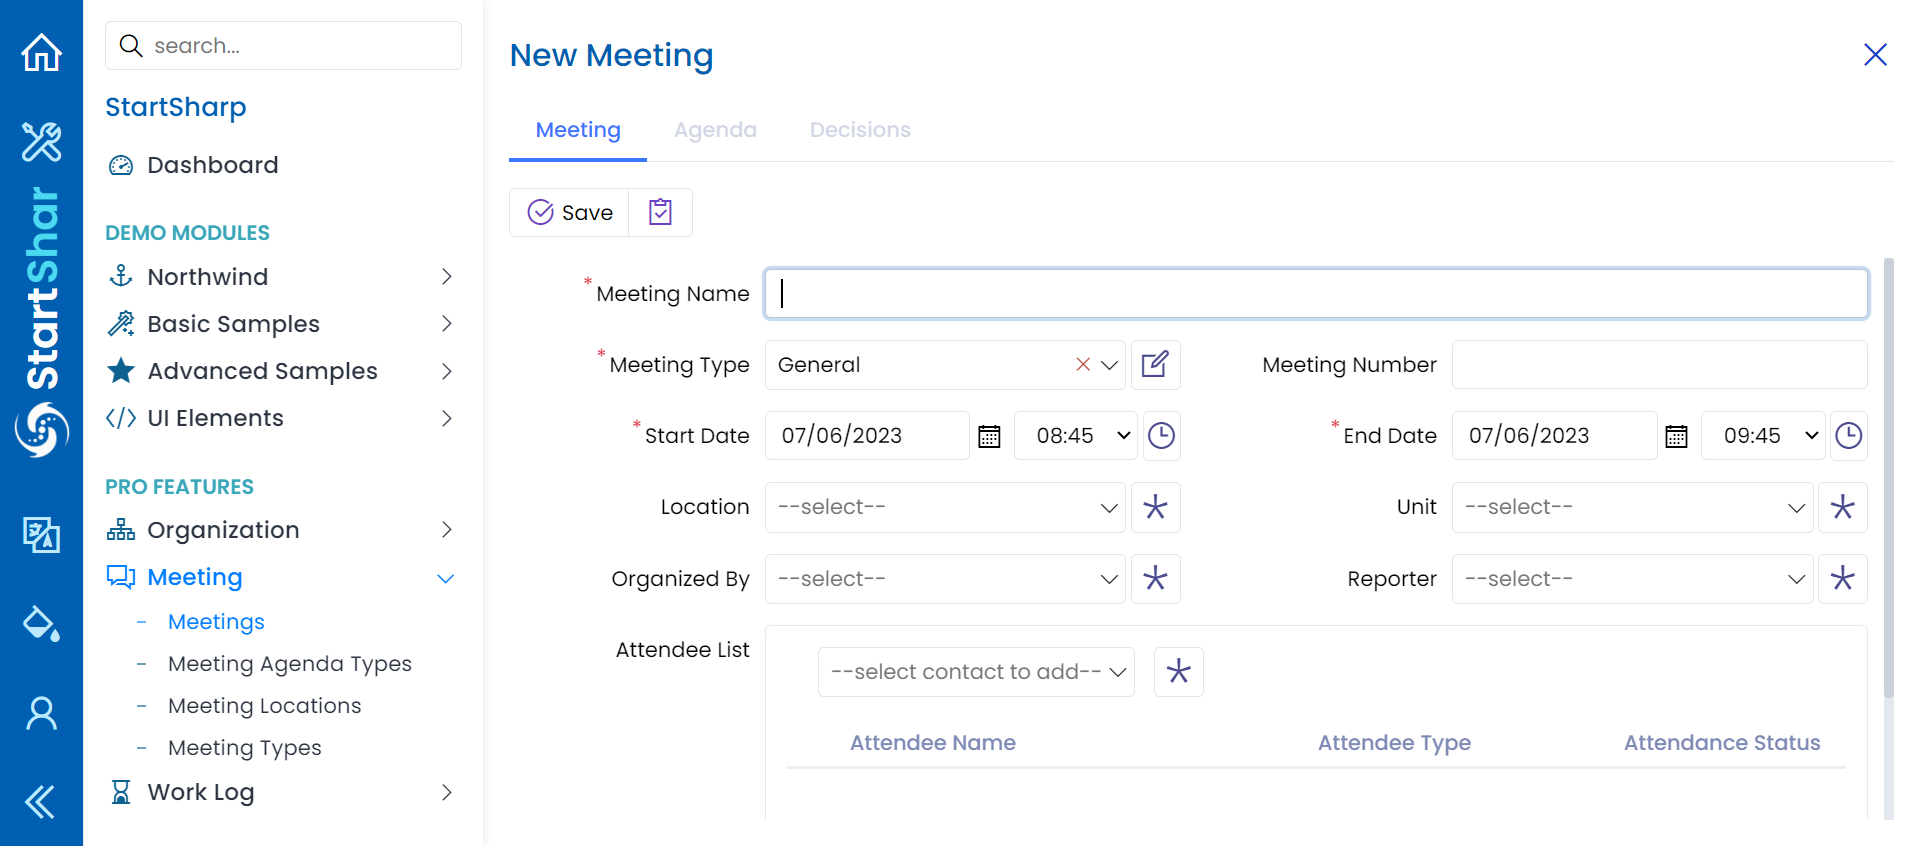 StartShar
search...
StartSharp
Dashboard
DEMO MODULES
Northwind
Basic Samples
Advanced Samples
UI Elements
PRO FEATURES
Organization
Meeting
- Meetings
- Meeting Agenda Types
- Meeting Locations
- Meeting Types
Work Log
New Meeting
Meeting Agenda Decisions
Save
* Meeting Name
* Meeting Type General Meeting Number
* Start Date 07/06/2023 08:45 * End Date 07/06/2023 09:45
Location --select-- Unit --select--
Organized By --select-- Reporter --select--
Attendee List
--select contact to add--
Attendee Name Attendee Type Attendance Status